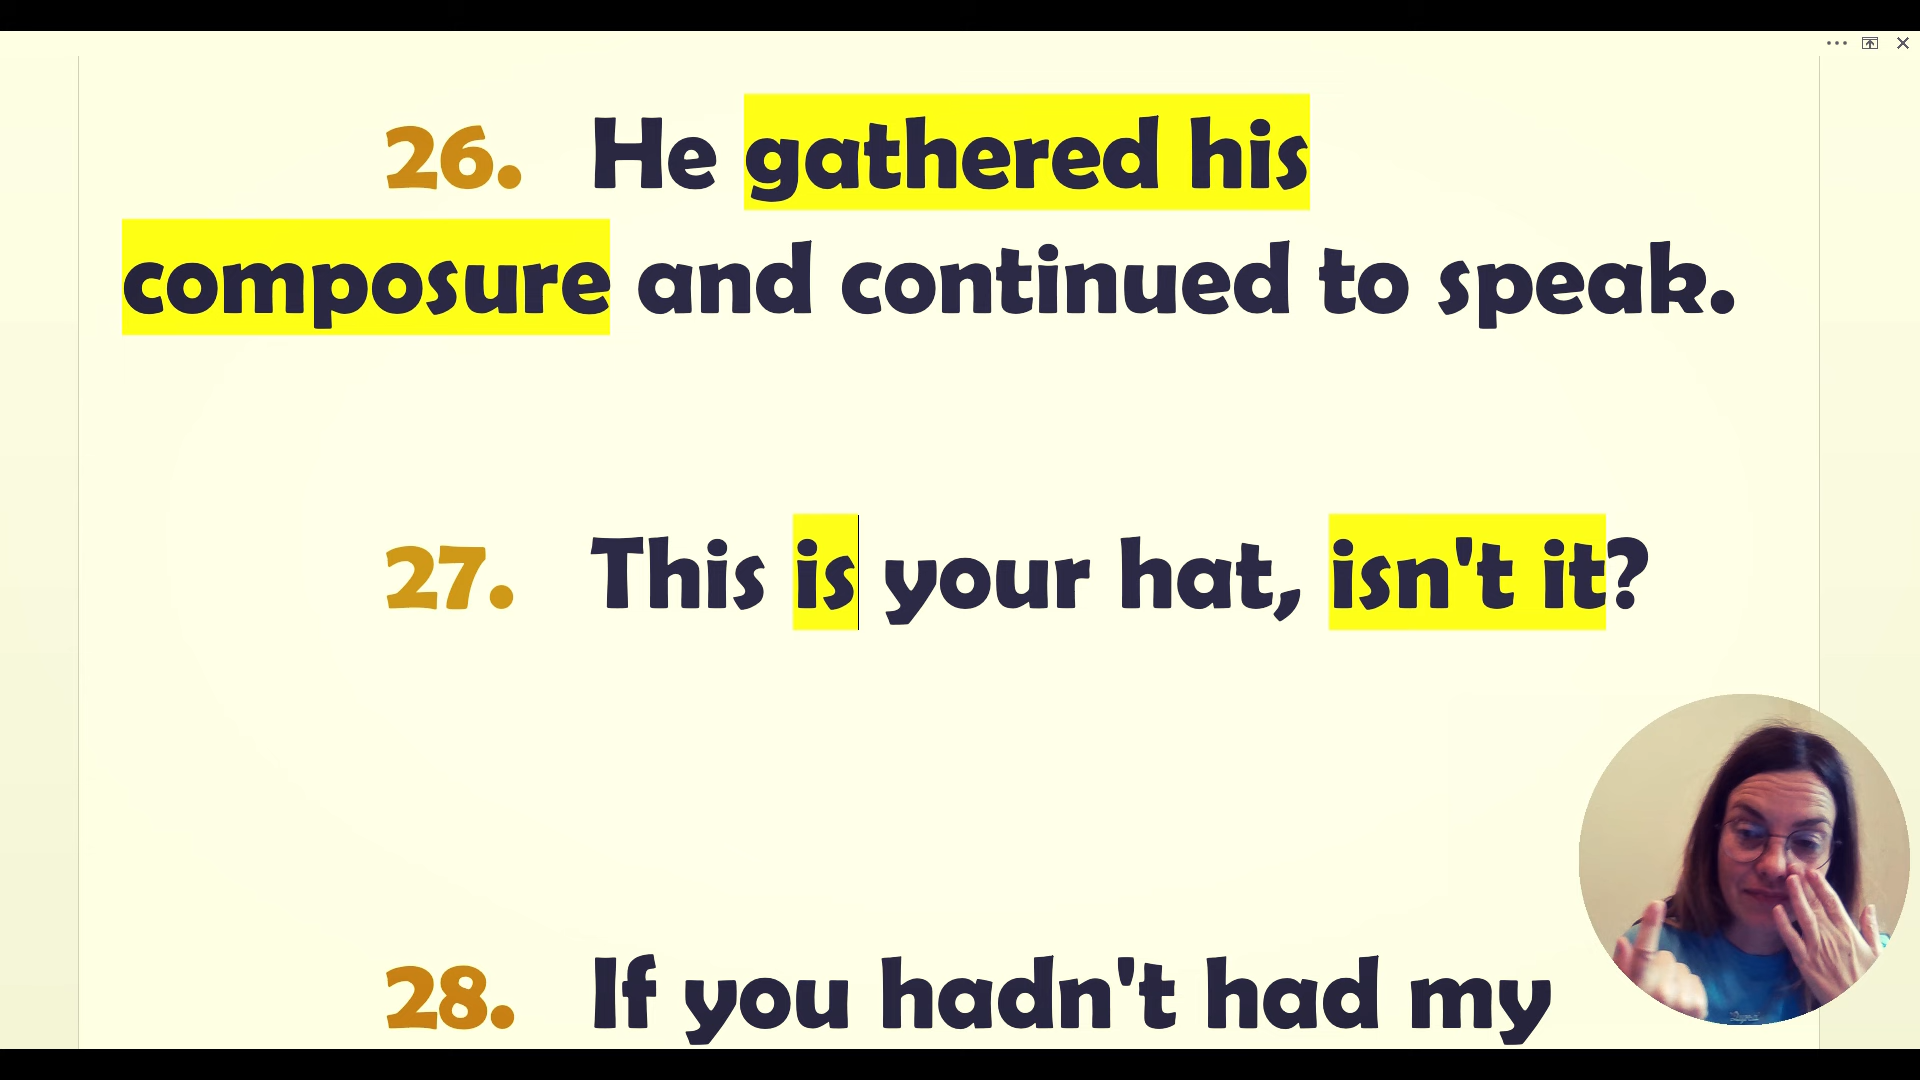 26. He gathered his
composure and continued to speak.
27. This is your hat, isn't it?
28. If you hadn't had my